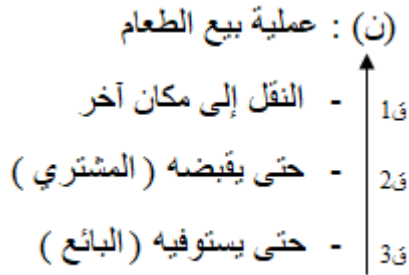 (ن) : عملية بيع الطعام
ق1 - النقل إلى مكان آخر
ق2 - حتى يقبضه ( المشتري )
ق3 - حتى يستوفيه ( البائع )